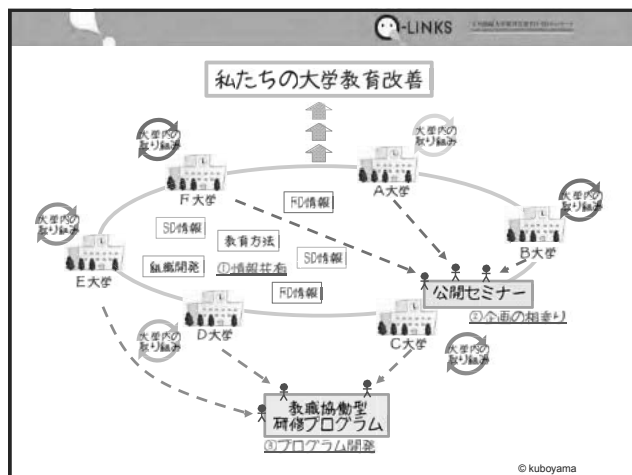 Q-LINKS
私たちの大学教育改善
大学内の
取り組み
F大学
大学内の
取り組み
A大学
大学内の
取り組み
B大学
大学内の
取り組み
E大学
FD情報
SD情報
教育方法
組織開発
①情報共有
SD情報
FD情報
公開セミナー
②企画の相乗り
大学内の
取り組み
D大学
C大学
大学内の
取り組み
教職協働型
研修プログラム
③プログラム開発
© kuboyama